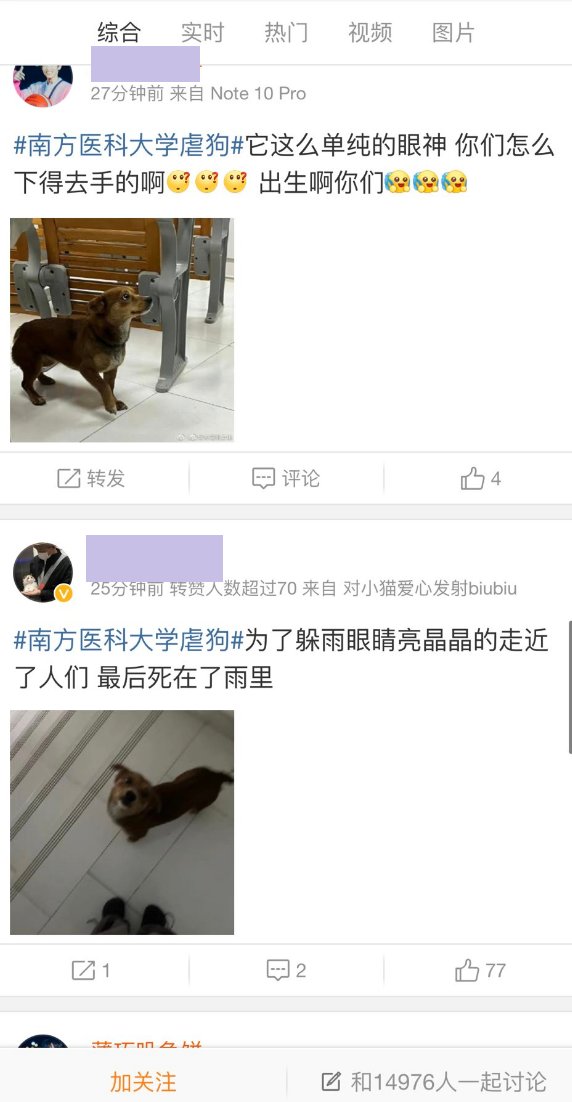 综合 实时 热门 视频 图片
27分钟前 来自 Note 10 Pro
#南方医科大学虐狗#它这么单纯的眼神 你们怎么
下得去手的啊 出生啊你们
转发 评论 4
25分钟前 转赞人数超过70 来自 对小猫爱心发射biubiu
#南方医科大学虐狗#为了躲雨眼睛亮晶晶的走近
了人们 最后死在了雨里
1 2 77
加关注 和14976人一起讨论